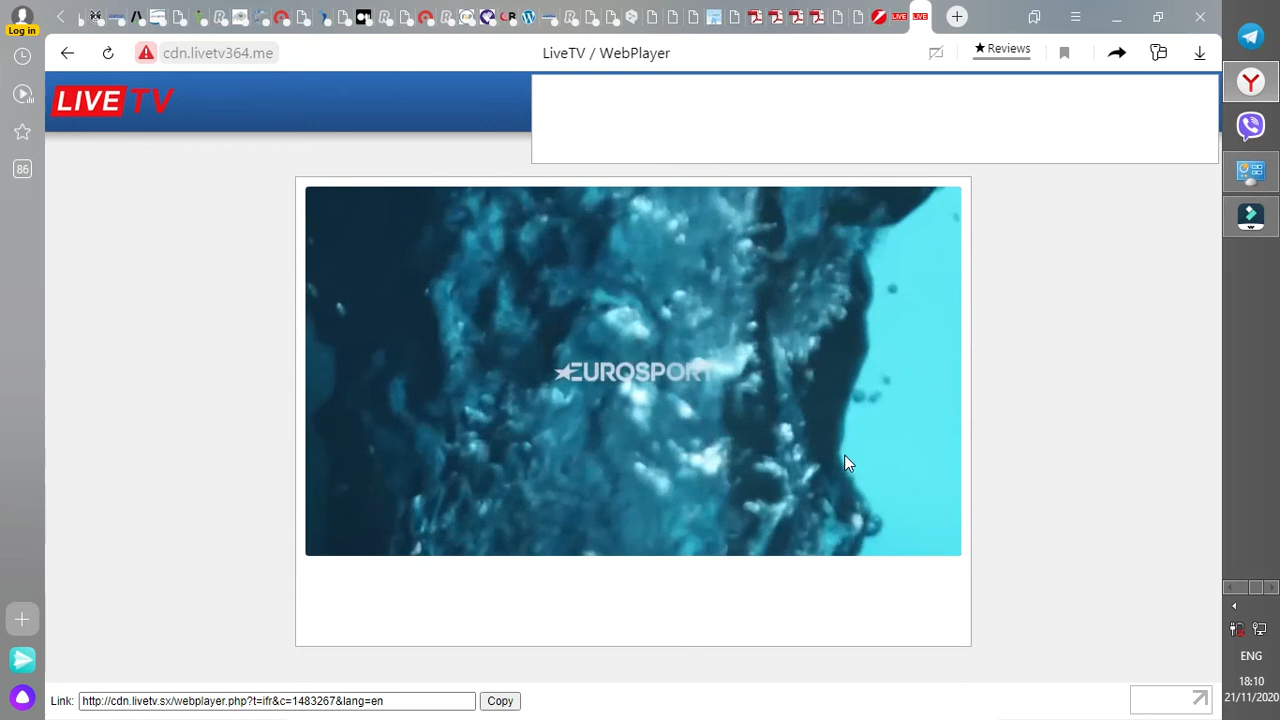 Log in
cdn.livetv364.me
LiveTV / WebPlayer
★ Reviews
LIVE TV
86
EUROSPORT
Link: http://cdn.livetv.sx/webplayer.php?t=ifr&c=1483267&lang=en Copy
ENG
18:10
21/11/2020